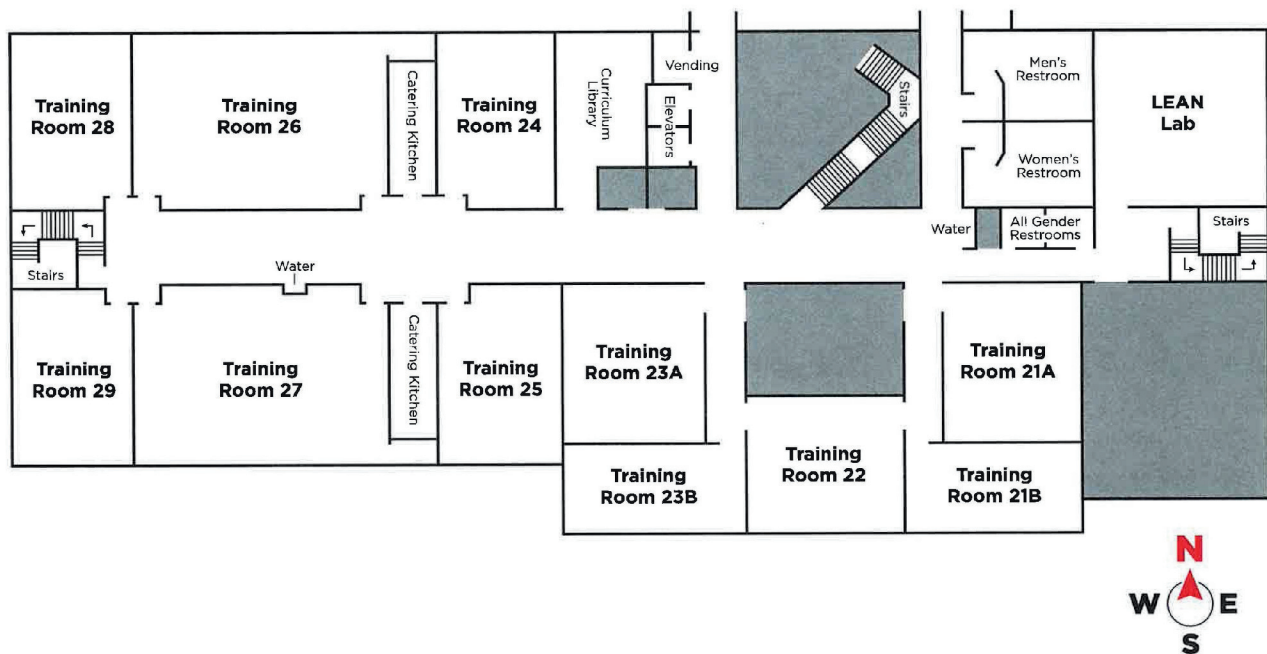 Training
Room 28
Training
Room 26
Catering Kitchen
Training
Room 24
Curriculum
Library
Vending
Elevators
Stairs
Men's
Restroom
Women's
Restroom
LEAN
Lab
Stairs
Water
Water
All Gender
Restrooms
Stairs
Training
Room 29
Training
Room 27
Catering Kitchen
Training
Room 25
Training
Room 23A
Training
Room 21A
Training
Room 23B
Training
Room 22
Training
Room 21B
N
W
E
S